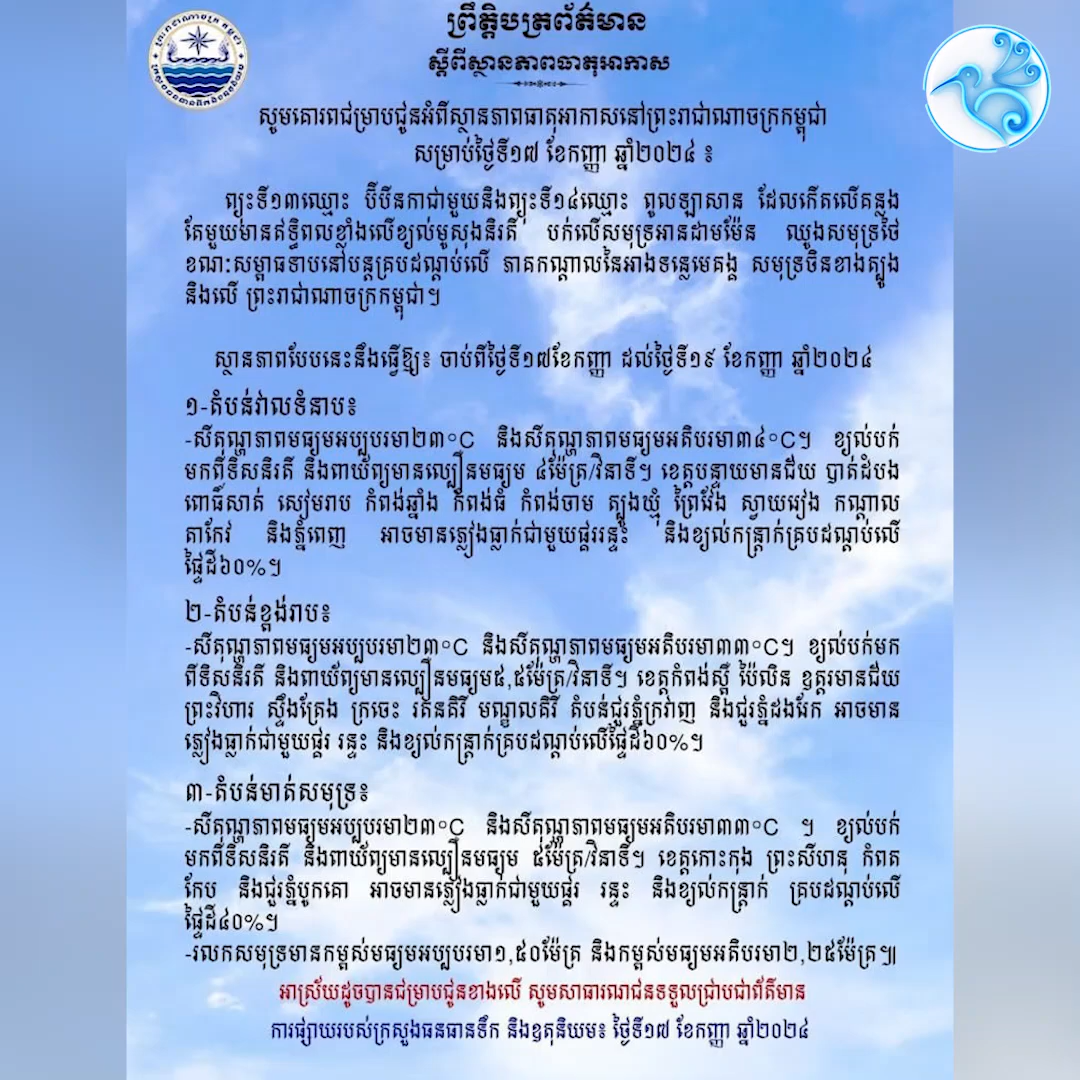 ព្រឹត្តិបត្រព័ត៌មាន
ស្តីពីស្ថានភាពធាតុអាកាស
សូមគោរពជម្រាបជូនអំពីស្ថានភាពធាតុអាកាសនៅព្រះរាជាណាចក្រកម្ពុជា
សម្រាប់ថ្ងៃទី១៧ ខែកញ្ញា ឆ្នាំ២០២៤ ៖
ព្យុះទី១៣ឈ្មោះ ប៊ីប៊ីនកាជាមួយនិងព្យុះទី១៤ឈ្មោះ ពូលឡាសាន ដែលកើតលើគន្លង
តែមួយមានឥទ្ធិពលខ្លាំងលើខ្យល់មូសុងនិរតី បក់លើសមុទ្រអានដាមម៉ែន ឈូងសមុទ្រថៃ
ខណៈសម្ពាធទាបនៅបន្តគ្របដណ្តប់លើ ភាគកណ្តាលនៃអាងទន្លេមេគង្គ សមុទ្រចិនខាងត្បូង
និងលើ ព្រះរាជាណាចក្រកម្ពុជា។
ស្ថានភាពបែបនេះនឹងធ្វើឱ្យ៖ ចាប់ពីថ្ងៃទី១៧ខែកញ្ញា ដល់ថ្ងៃទី១៩ ខែកញ្ញា ឆ្នាំ២០២៤
១-តំបន់វាលទំនាប៖
-សីតុណ្ហភាពមធ្យមអប្បបរមា២៣°C និងសីតុណ្ហភាពមធ្យមអតិបរមា៣៤°C។ ខ្យល់បក់
មកពីទិសនិរតី និងពាយ័ព្យមានល្បឿនមធ្យម ៤ម៉ែត្រ/វិនាទី។ ខេត្តបន្ទាយមានជ័យ បាត់ដំបង
ពោធិ៍សាត់ សៀមរាប កំពង់ឆ្នាំង កំពង់ធំ កំពង់ចាម ត្បូងឃ្មុំ ព្រៃវែង ស្វាយរៀង កណ្តាល
តាកែវ និងភ្នំពេញ អាចមានភ្លៀងធ្លាក់ជាមួយផ្គររន្ទះ និងខ្យល់កន្ត្រាក់គ្របដណ្តប់លើ
ផ្ទៃដី៦០%។
២-តំបន់ខ្ពង់រាប៖
-សីតុណ្ហភាពមធ្យមអប្បបរមា២៣°C និងសីតុណ្ហភាពមធ្យមអតិបរមា៣៣°C។ ខ្យល់បក់មក
ពីទិសនិរតី និងពាយ័ព្យមានល្បឿនមធ្យម៥,៥ម៉ែត្រ/វិនាទី។ ខេត្តកំពង់ស្ពឺ ប៉ៃលិន ឧត្តរមានជ័យ
ព្រះវិហារ ស្ទឹងត្រែង ក្រចេះ រតនគិរី មណ្ឌលគិរី តំបន់ជួរភ្នំក្រវាញ និងជួរភ្នំដងរែក អាចមាន
ភ្លៀងធ្លាក់ជាមួយផ្គរ រន្ទះ និងខ្យល់កន្ត្រាក់គ្របដណ្តប់លើផ្ទៃដី៦០%។
៣-តំបន់មាត់សមុទ្រ៖
-សីតុណ្ហភាពមធ្យមអប្បបរមា២៣°C និងសីតុណ្ហភាពមធ្យមអតិបរមា៣៣°C ។ ខ្យល់បក់
មកពីទិសនិរតី និងពាយ័ព្យមានល្បឿនមធ្យម ៥ម៉ែត្រ/វិនាទី។ ខេត្តកោះកុង ព្រះសីហនុ កំពត
កែប និងជួរភ្នំបូកគោ អាចមានភ្លៀងធ្លាក់ជាមួយផ្គរ រន្ទះ និងខ្យល់កន្ត្រាក់ គ្របដណ្តប់លើ
ផ្ទៃដី៤០%។
-រលកសមុទ្រមានកម្ពស់មធ្យមអប្បបរមា១,៥០ម៉ែត្រ និងកម្ពស់មធ្យមអតិបរមា២,២៥ម៉ែត្រ៕
អាស្រ័យដូចបានជម្រាបជូនខាងលើ សូមសាធារណជនទទួលជ្រាបជាព័ត៌មាន
ការផ្សាយរបស់ក្រសួងធនធានទឹក និងឧតុនិយម៖ ថ្ងៃទី១៧ ខែកញ្ញា ឆ្នាំ២០២៤